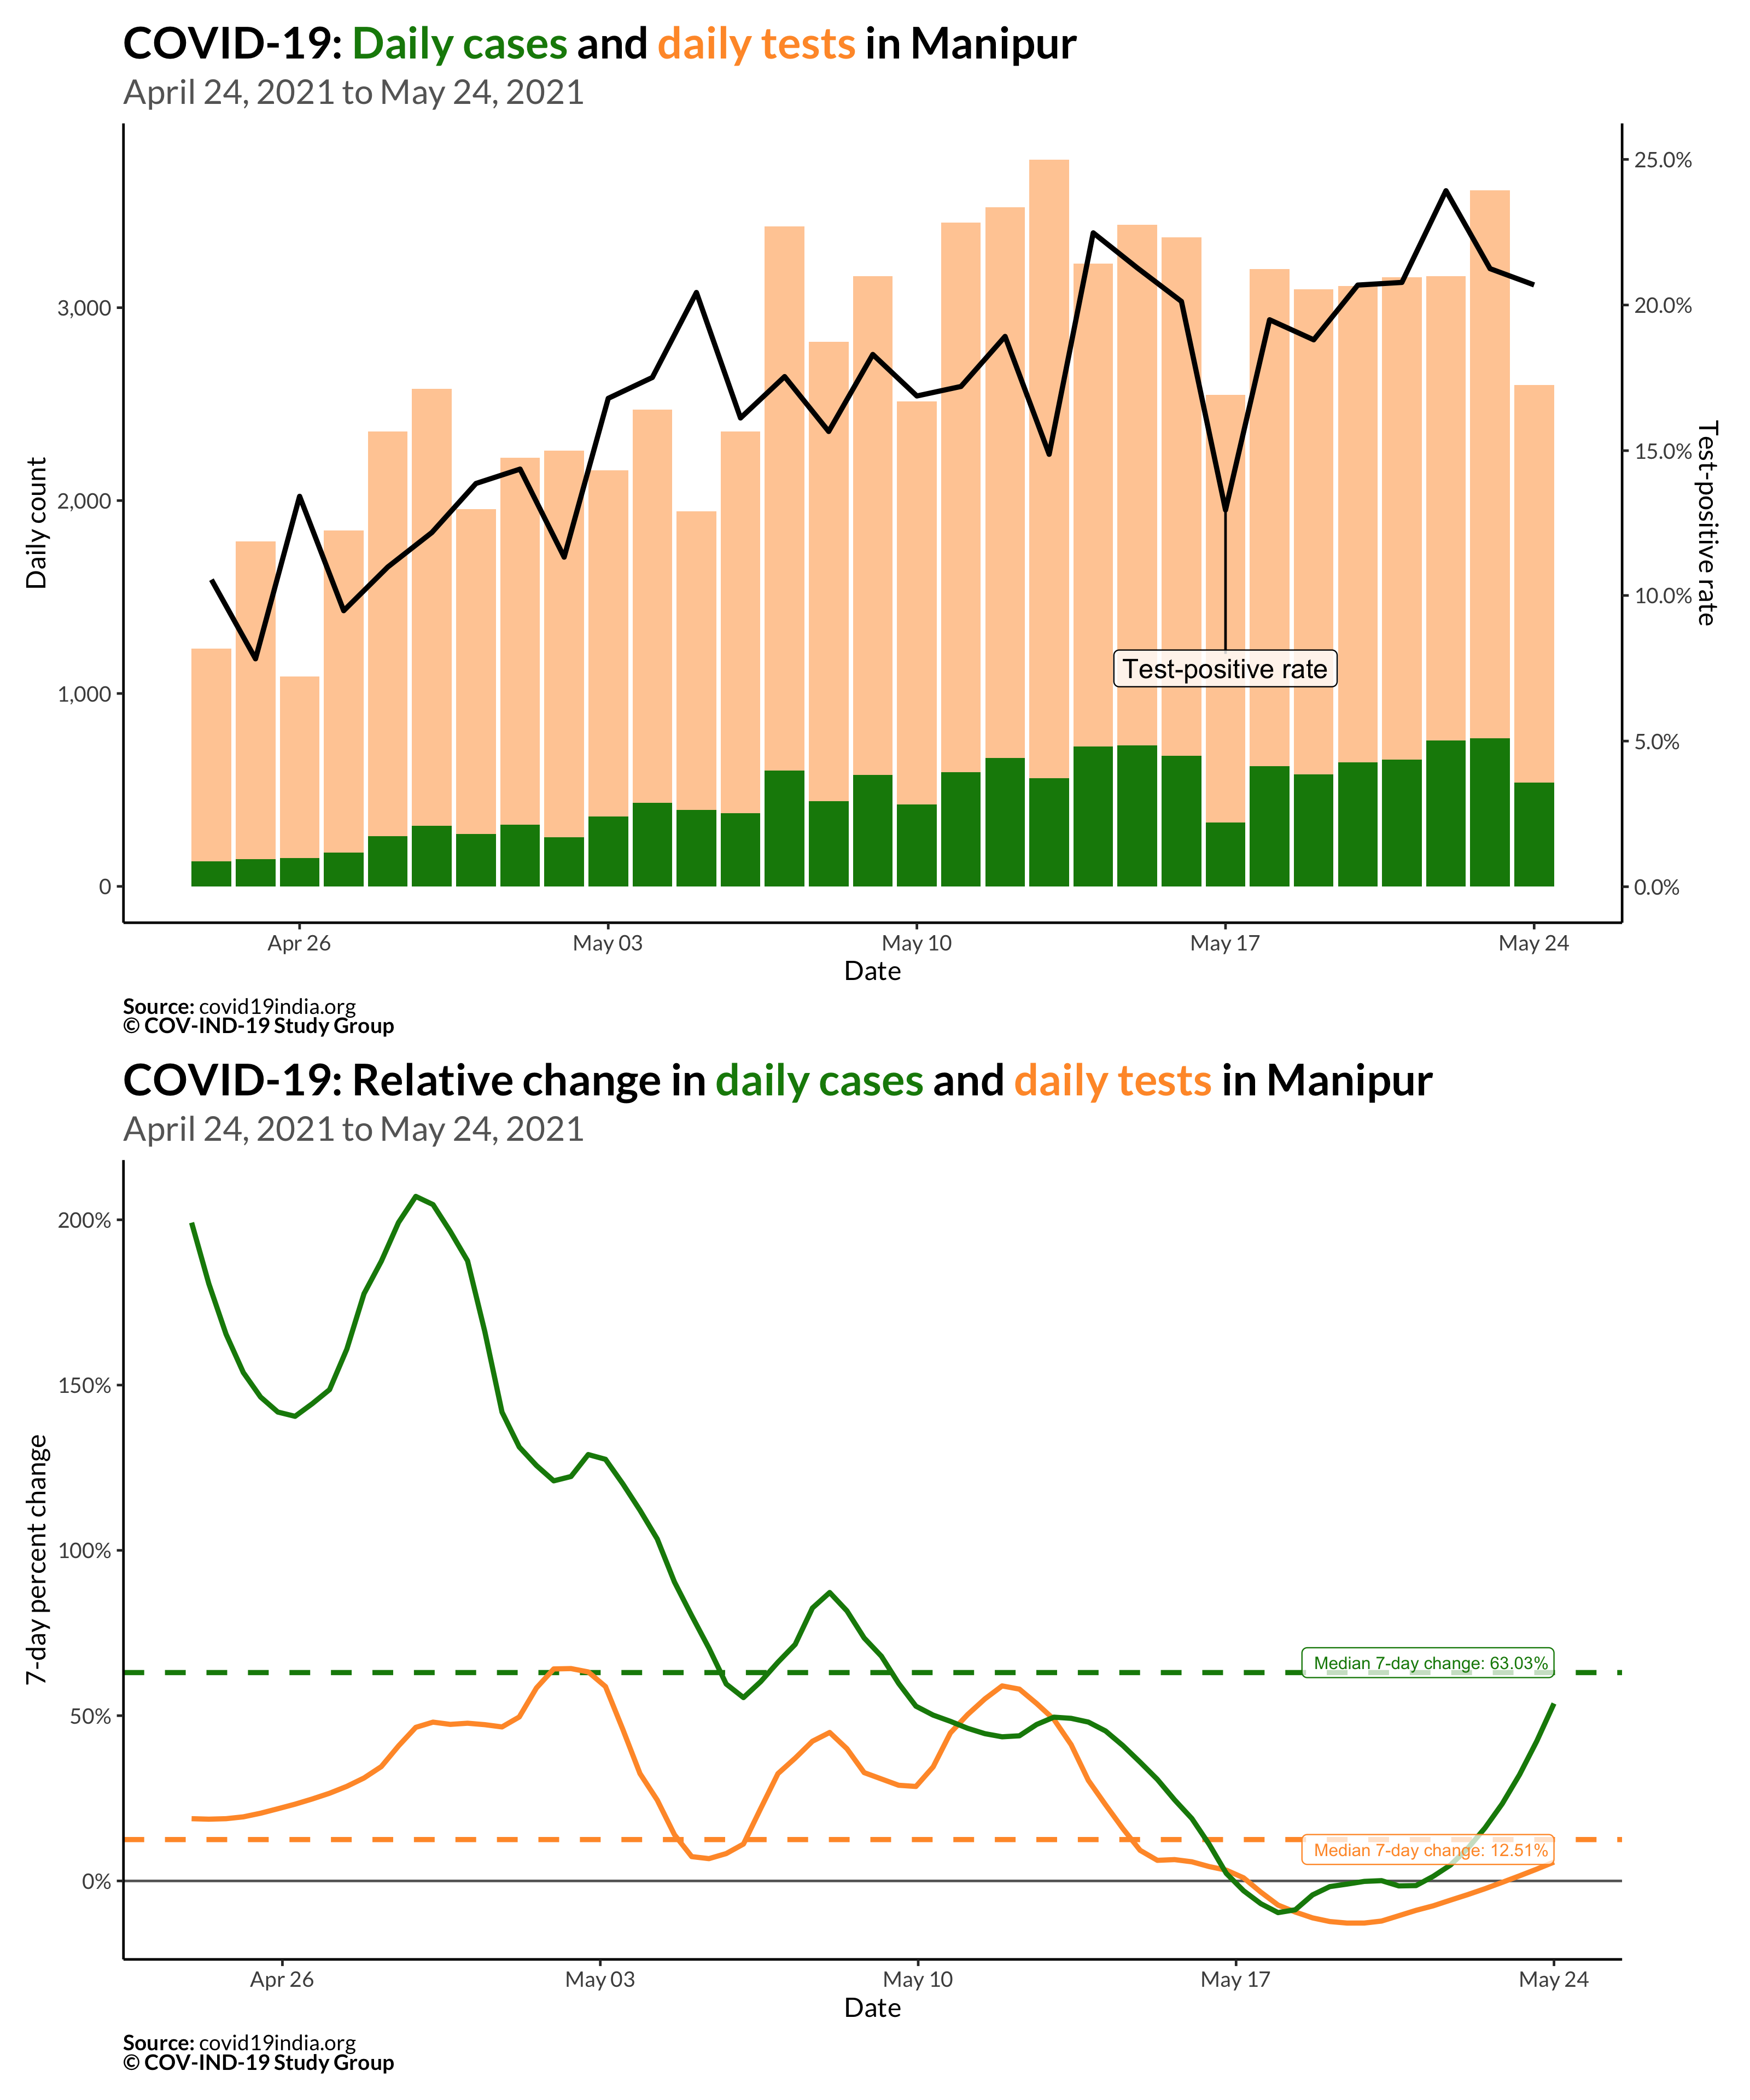 COVID-19: Daily cases and daily tests in Manipur
April 24, 2021 to May 24, 2021
Daily count
3,000
2,000
1,000
0
25.0%
20.0%
15.0%
10.0%
5.0%
0.0%
Test-positive rate
Test-positive rate
Apr 26
May 03
May 10
May 17
May 24
Date
Source: covid19india.org
© COV-IND-19 Study Group
COVID-19: Relative change in daily cases and daily tests in Manipur
April 24, 2021 to May 24, 2021
7-day percent change
200%
150%
100%
50%
0%
Median 7-day change: 63.03%
Median 7-day change: 12.51%
Apr 26
May 03
May 10
May 17
May 24
Date
Source: covid19india.org
© COV-IND-19 Study Group